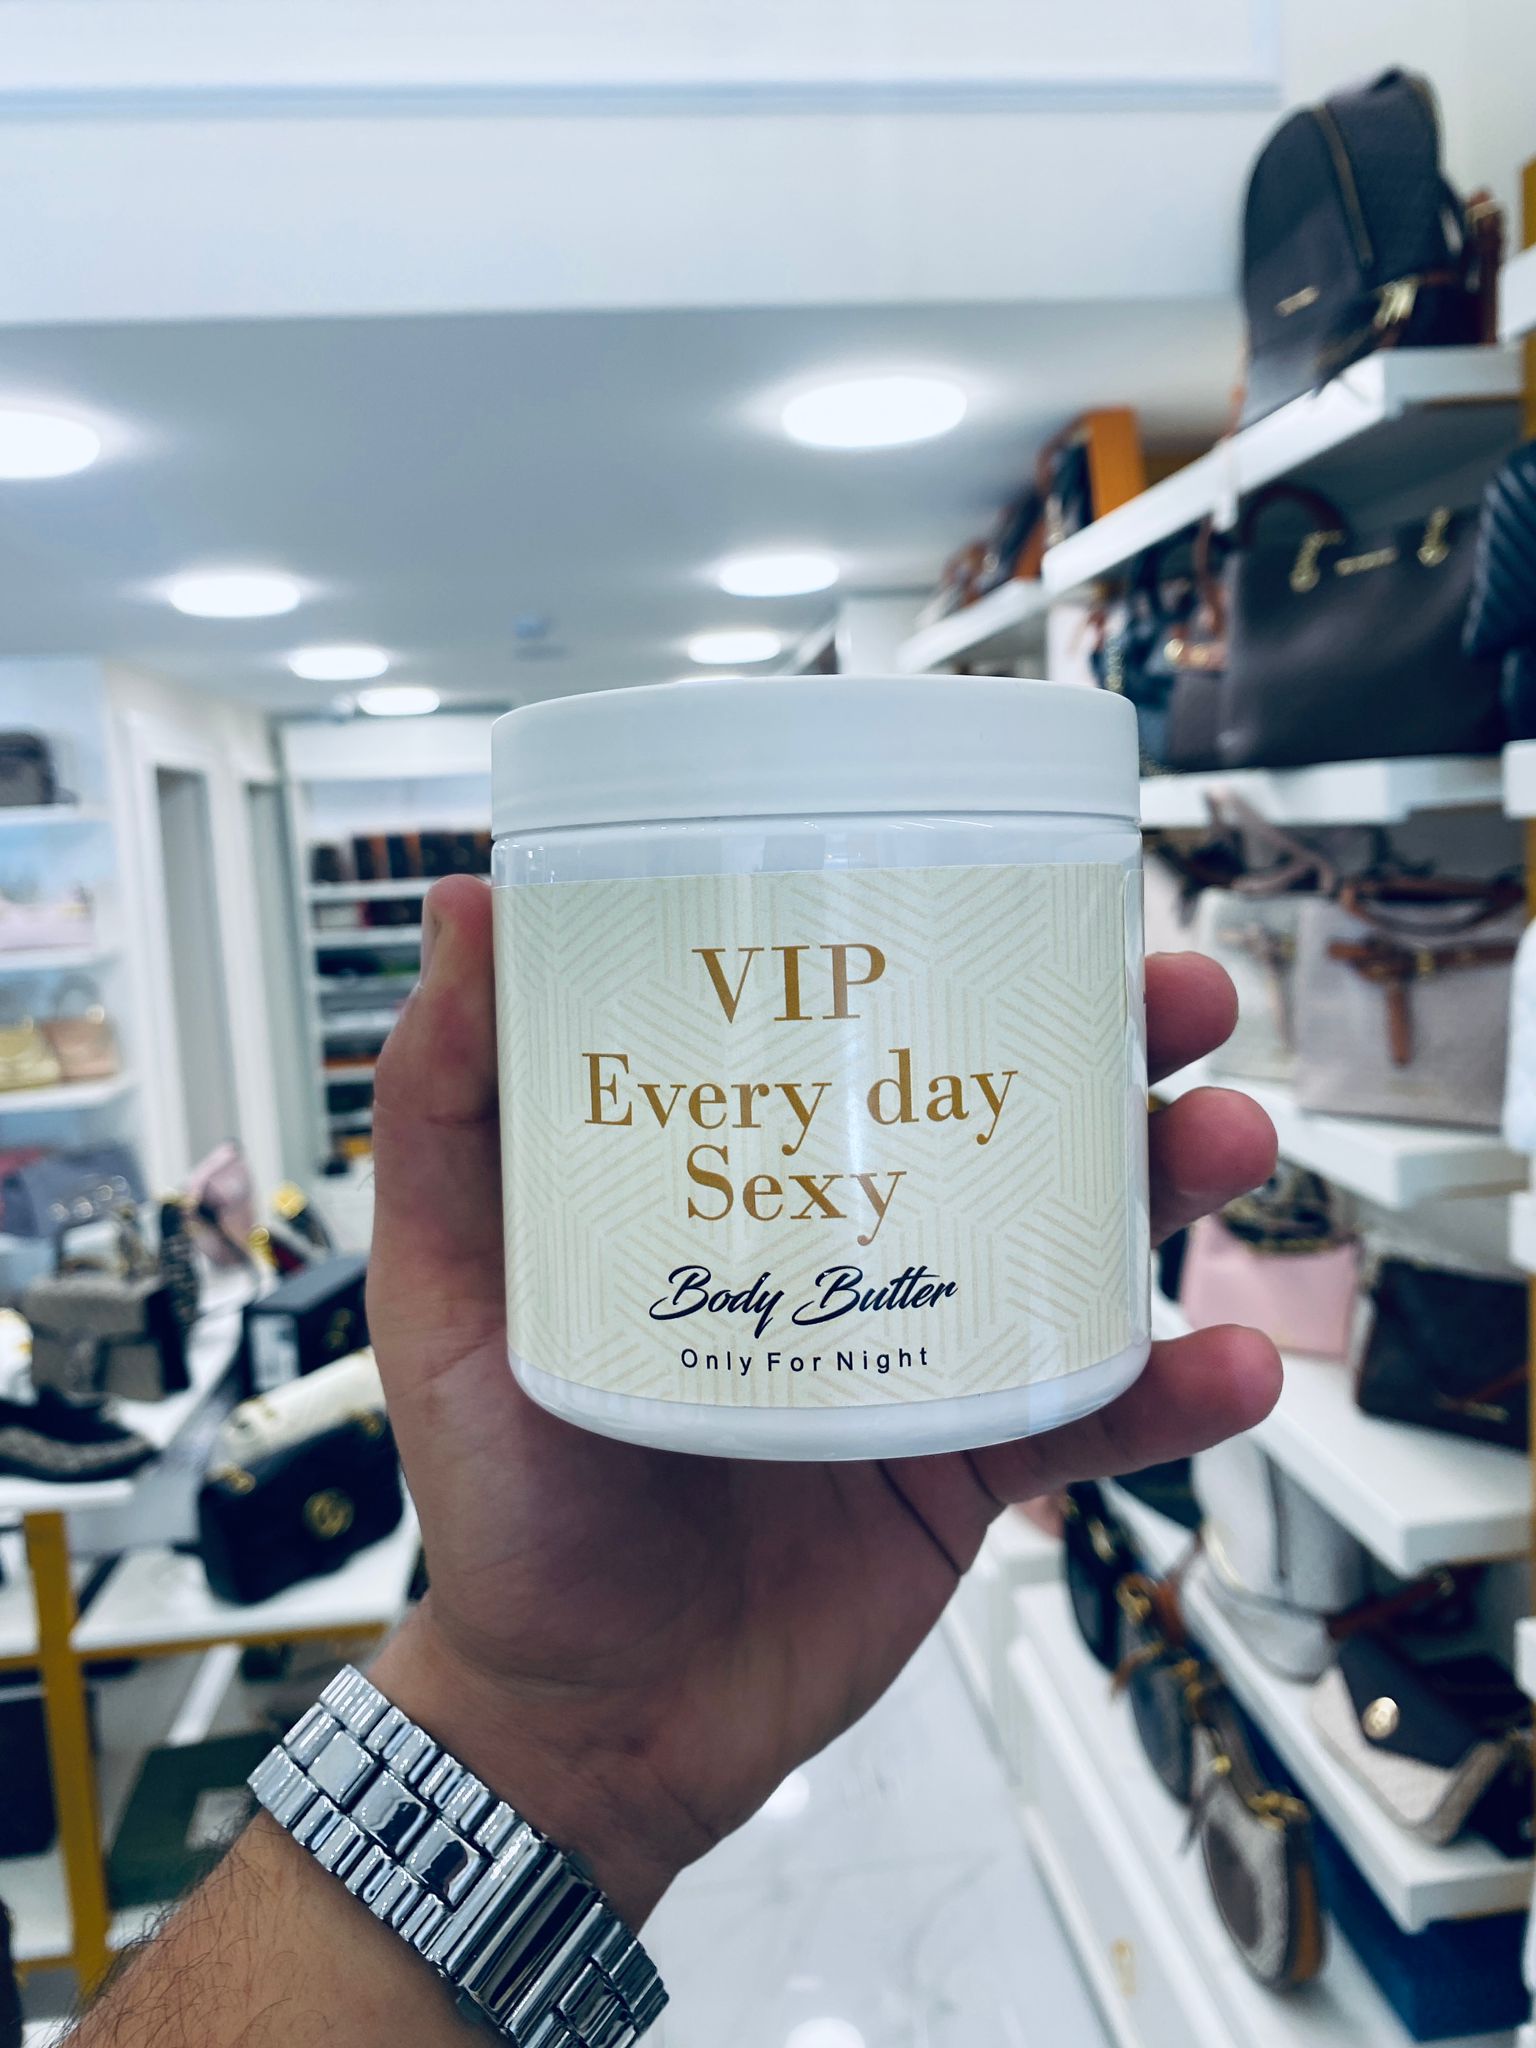 VIP
Every day
Sexy
Body Butter
Only For Night